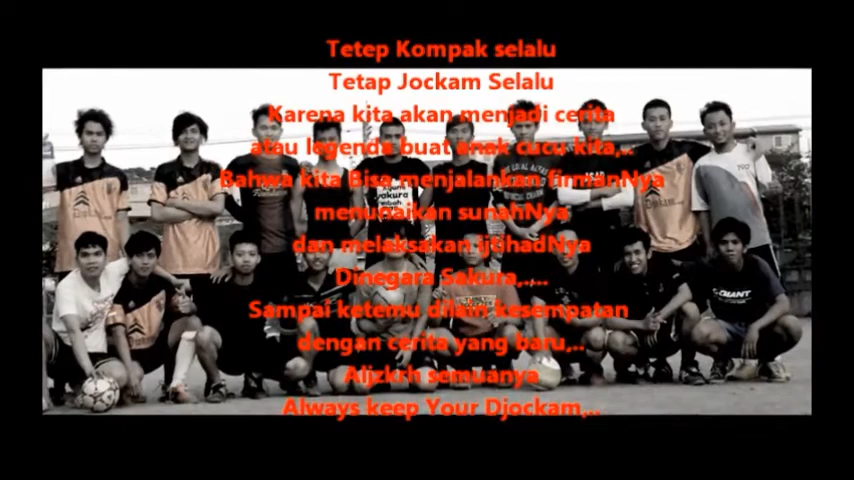 Tetep Kompak selalu
Tetap Jockam Selalu
Karena kita akan menjadi cerita
atau legenda buat anak cucu kita,..
Bahwa kita Bisa menjalankan firmanNya
menunaikan sunahNya
dan melaksakan ijtihadNya
Dinegara Sakura,....
Sampai ketemu dilain kesempatan
dengan cerita yang baru,..
Aljzkrh semuanya
Always keep Your Djockam,...